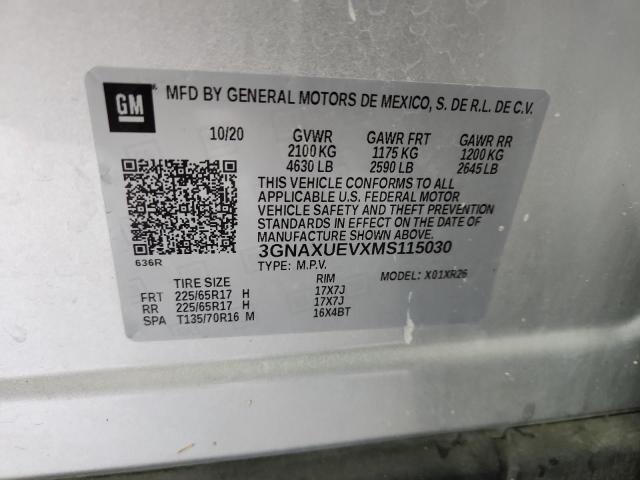 GM MFD BY GENERAL MOTORS DE MEXICO, S. DE R.L. DE C.V.
10/20 GVWR GAWR FRT GAWR RR
2100 KG 1175 KG 1200 KG
4630 LB 2590 LB 2645 LB
THIS VEHICLE CONFORMS TO ALL
APPLICABLE U.S. FEDERAL MOTOR
VEHICLE SAFETY AND THEFT PREVENTION
STANDARDS IN EFFECT ON THE DATE OF
MANUFACTURE SHOWN ABOVE.
3GNAXUEVXMS115030
636R TYPE: M.P.V. MODEL: X01XR26
TIRE SIZE RIM
FRT 225/65R17 H 17X7J
RR 225/65R17 H 17X7J
SPA T135/70R16 M 16X4BT